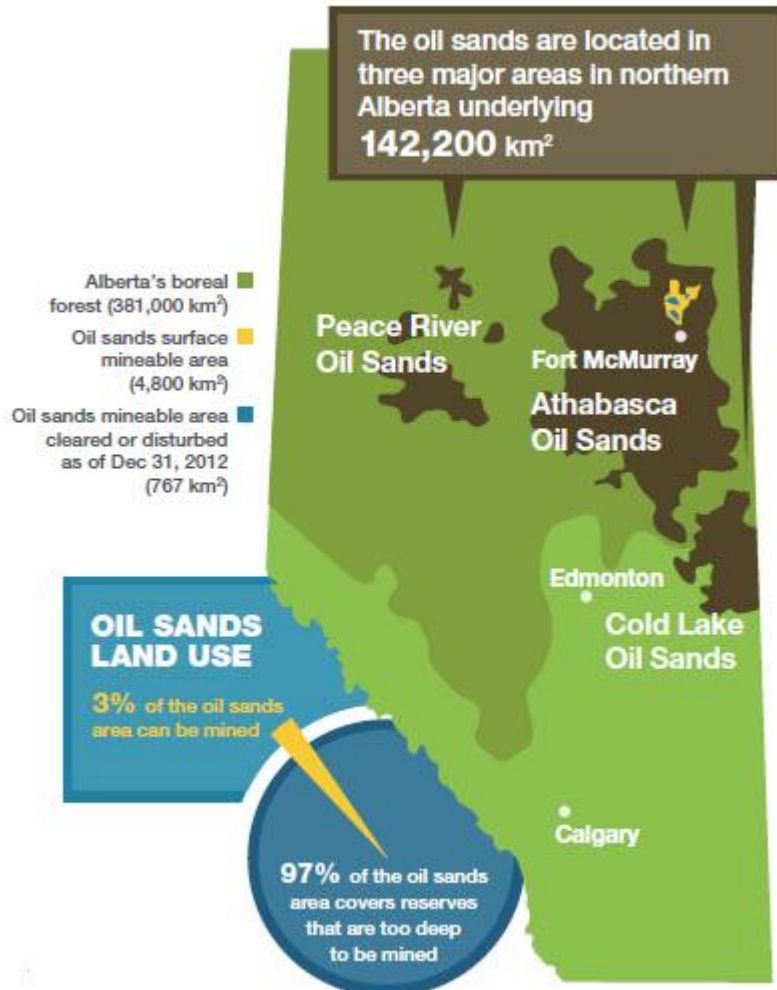 The oil sands are located in
three major areas in northern
Alberta underlying
142,200 km²
Alberta's boreal
forest (381,000 km²)
Oil sands surface
mineable area
(4,800 km²)
Oil sands mineable area
cleared or disturbed
as of Dec 31, 2012
(767 km²)
Peace River
Oil Sands
Fort McMurray
Athabasca
Oil Sands
Edmonton
Cold Lake
Oil Sands
Calgary
OIL SANDS
LAND USE
3% of the oil sands
area can be mined
97% of the oil sands
area covers reserves
that are too deep
to be mined